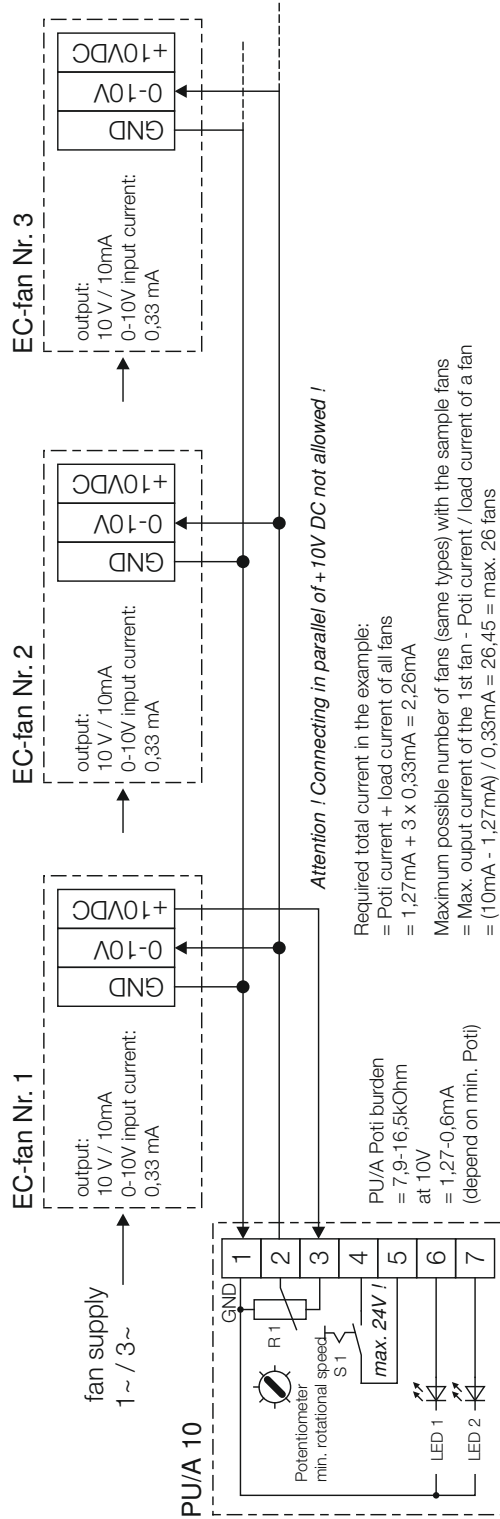 EC-fan Nr. 1
EC-fan Nr. 2
EC-fan Nr. 3
fan supply
1~ / 3~
output:
10 V / 10mA
0-10V input current:
0,33 mA
GND
0-10V
+10VDC
output:
10 V / 10mA
0-10V input current:
0,33 mA
GND
0-10V
+10VDC
output:
10 V / 10mA
0-10V input current:
0,33 mA
GND
0-10V
+10VDC
PU/A 10
GND
1
2
3
4
5
6
7
R 1
Potentiometer
min. rotational speed
S 1
max. 24V !
LED 1
LED 2
Attention ! Connecting in parallel of +10V DC not allowed !
PU/A Poti burden
= 7,9-16,5kOhm
at 10V
= 1,27-0,6mA
(depend on min. Poti)
Required total current in the example:
= Poti current + load current of all fans
= 1,27mA + 3 x 0,33mA = 2,26mA
Maximum possible number of fans (same types) with the sample fans
= Max. ouput current of the 1st fan - Poti current / load current of a fan
= (10mA - 1,27mA) / 0,33mA = 26,45 = max. 26 fans